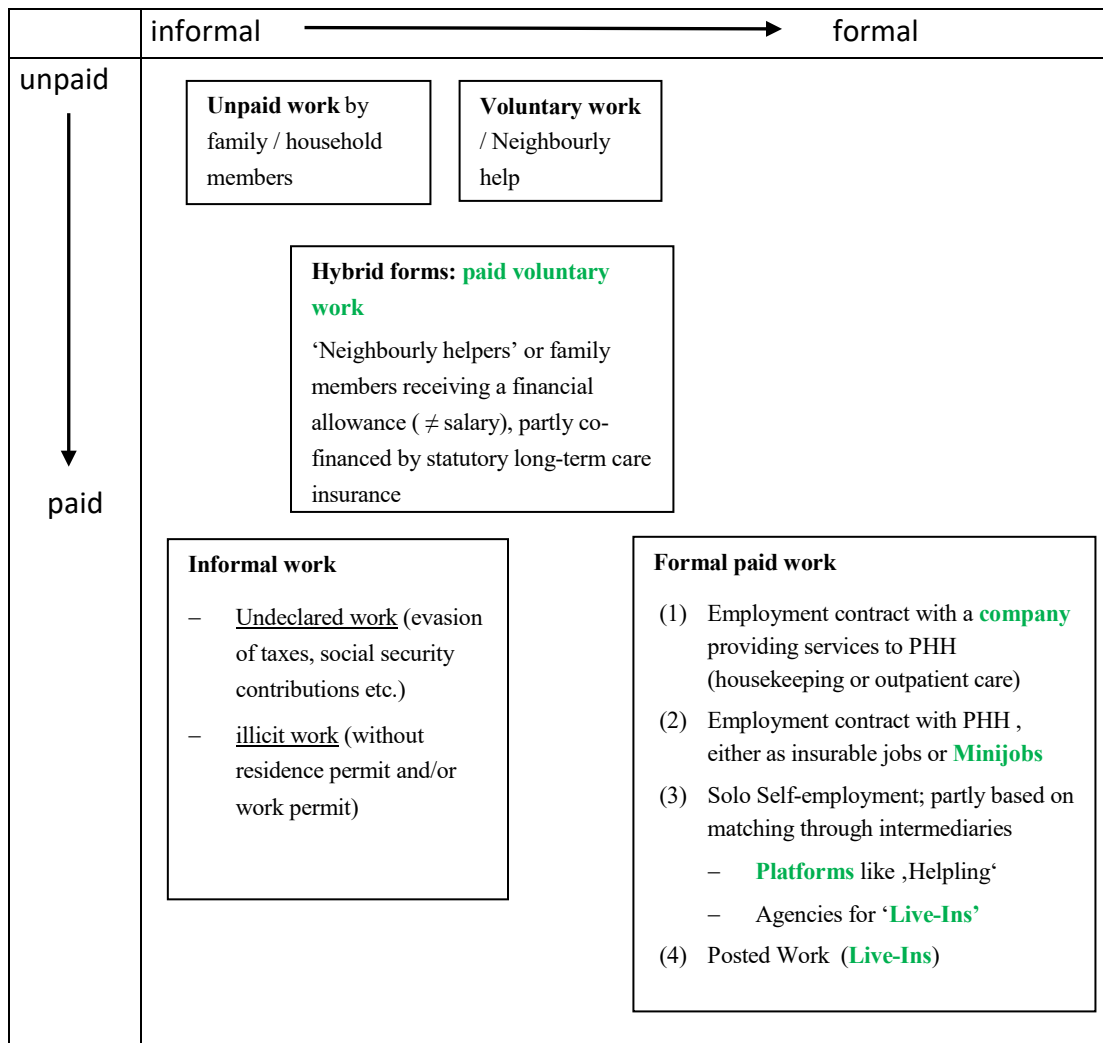 informal formal
unpaid
Unpaid work by
family / household
members
Voluntary work
/ Neighbourly
help
Hybrid forms: paid voluntary
work
‘Neighbourly helpers’ or family
members receiving a financial
allowance ( ≠ salary), partly co-
financed by statutory long-term care
insurance
paid
Informal work
– Undeclared work (evasion
of taxes, social security
contributions etc.)
– illicit work (without
residence permit and/or
work permit)
Formal paid work
(1) Employment contract with a company
providing services to PHH
(housekeeping or outpatient care)
(2) Employment contract with PHH ,
either as insurable jobs or Minijobs
(3) Solo Self-employment; partly based on
matching through intermediaries
– Platforms like ‚Helpling‘
– Agencies for ‘Live-Ins’
(4) Posted Work (Live-Ins)